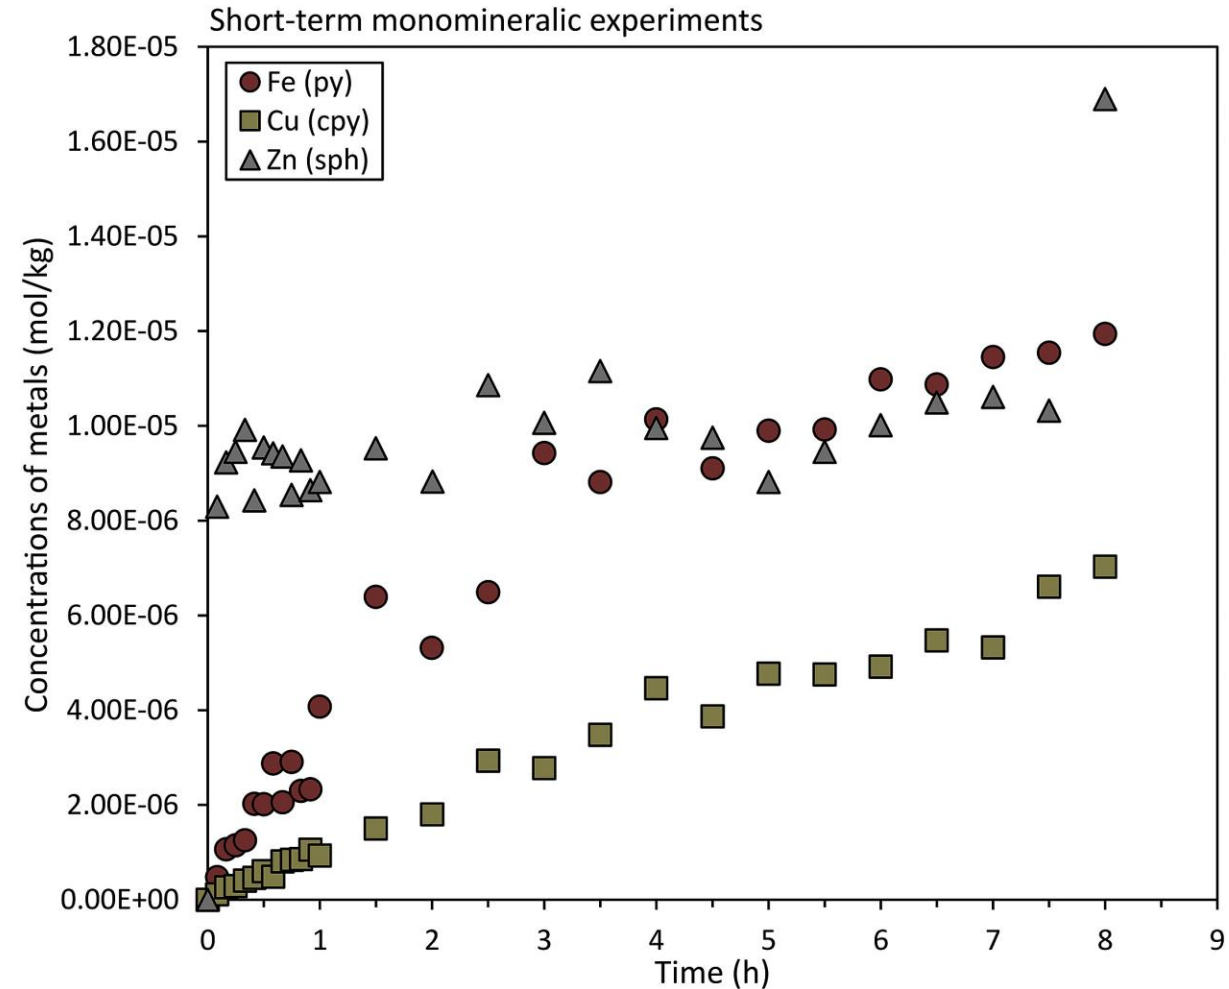 Short-term monomineralic experiments
1.80E-05
1.60E-05
1.40E-05
1.20E-05
1.00E-05
8.00E-06
6.00E-06
4.00E-06
2.00E-06
0.00E+00
Concentrations of metals (mol/kg)
Fe (py)
Cu (cpy)
Zn (sph)
0 1 2 3 4 5 6 7 8 9
Time (h)